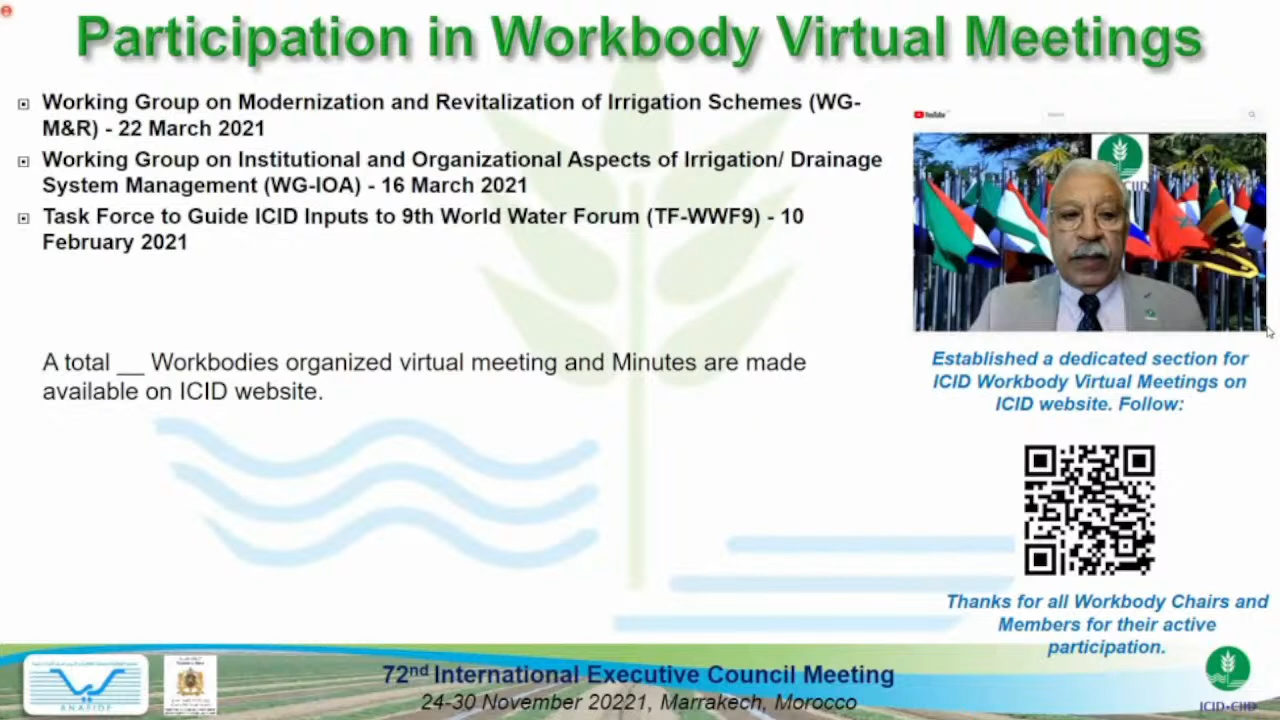 Participation in Workbody Virtual Meetings
Working Group on Modernization and Revitalization of Irrigation Schemes (WG-
M&R) - 22 March 2021
Working Group on Institutional and Organizational Aspects of Irrigation/ Drainage
System Management (WG-IOA) - 16 March 2021
Task Force to Guide ICID Inputs to 9th World Water Forum (TF-WWF9) - 10
February 2021
A total __ Workbodies organized virtual meeting and Minutes are made
available on ICID website.
YouTube
Established a dedicated section for
ICID Workbody Virtual Meetings on
ICID website. Follow:
Thanks for all Workbody Chairs and
Members for their active
participation.
72nd International Executive Council Meeting
24-30 November 20221, Marrakech, Morocco
ANAFIDE
ICID•CIID